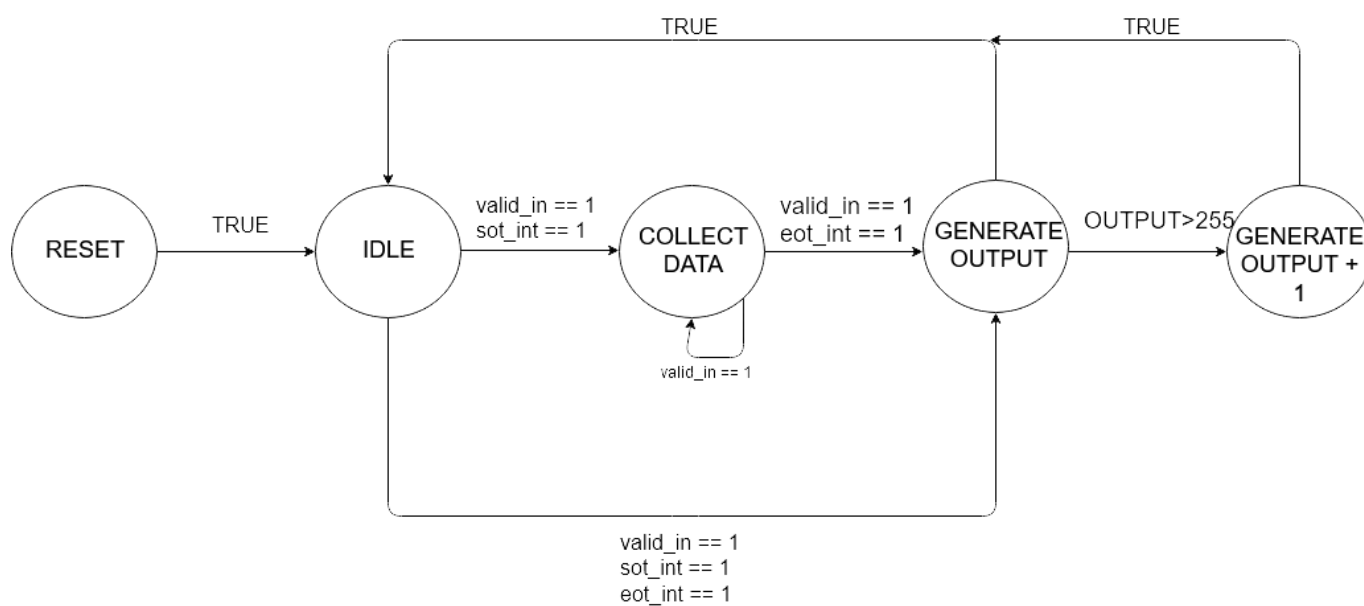 TRUE
TRUE
RESET
TRUE
IDLE
valid_in == 1
sot_int == 1
COLLECT
DATA
valid_in == 1
valid_in == 1
eot_int == 1
GENERATE
OUTPUT
OUTPUT>255
GENERATE
OUTPUT +
1
valid_in == 1
sot_int == 1
eot_int == 1